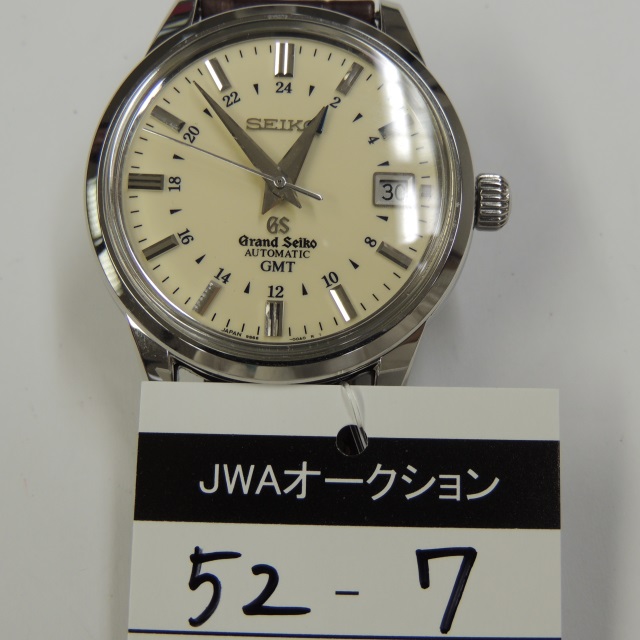 24
22
2
20
4
SEIKO
18
30
GS
16
8
Grand Seiko
AUTOMATIC
GMT
14
10
12
JAPAN
JWAオークション
52-7